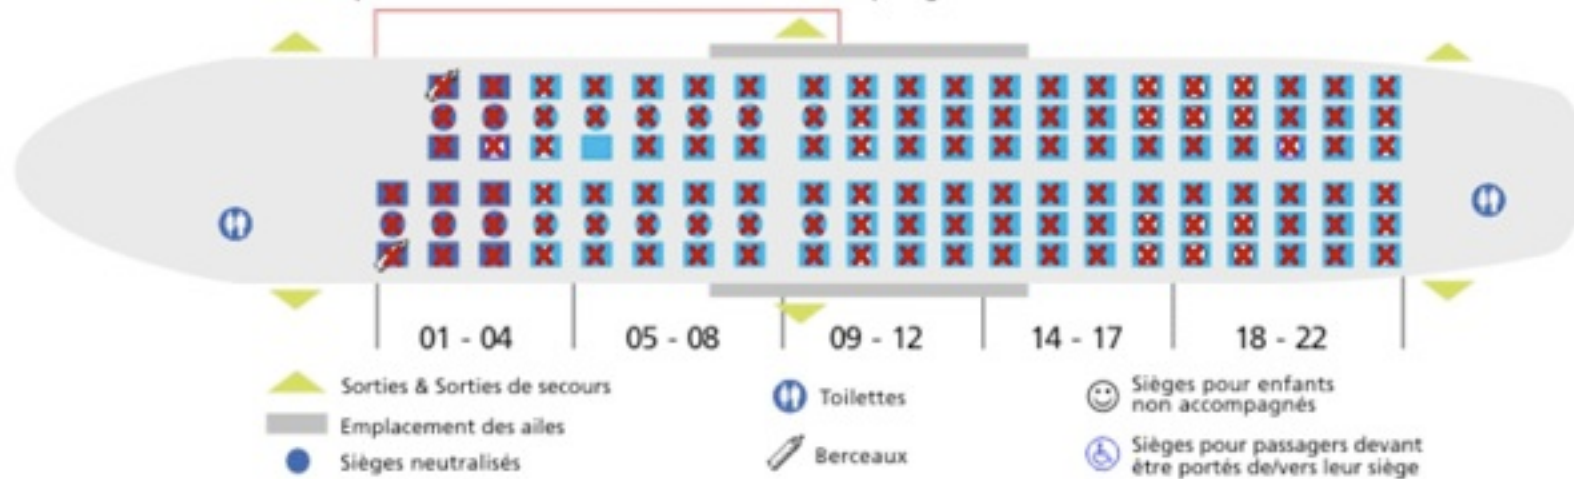 01 - 04
05 - 08
09 - 12
14 - 17
18 - 22
Sorties & Sorties de secours
Emplacement des ailes
Sièges neutralisés
Toilettes
Berceaux
Sièges pour enfants
non accompagnés
Sièges pour passagers devant
être portés de/vers leur siège